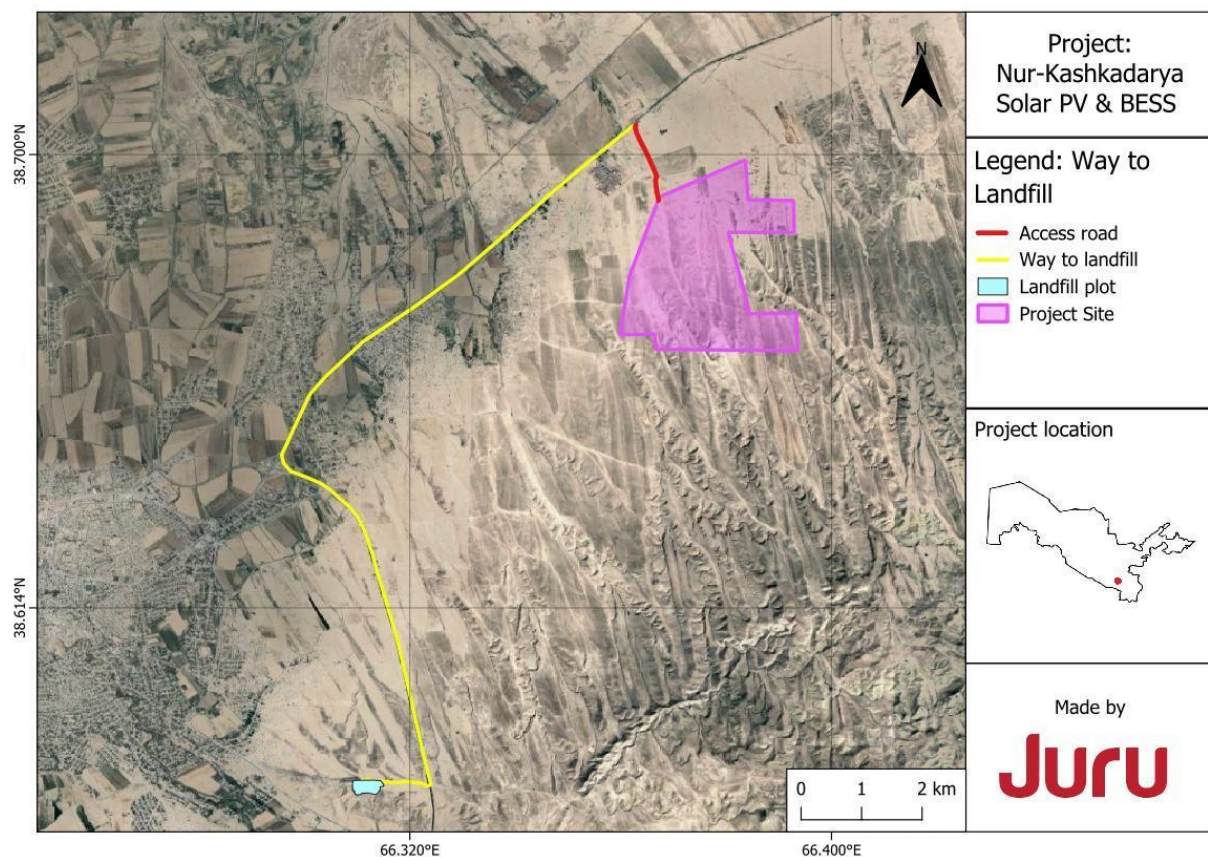 Project:
Nur-Kashkadarya
Solar PV & BESS
N
Legend: Way to
Landfill
Access road
Way to landfill
Landfill plot
Project Site
Project location
Made by
Juru
0 1 2 km
38.700°N
38.614°N
66.320°E
66.400°E